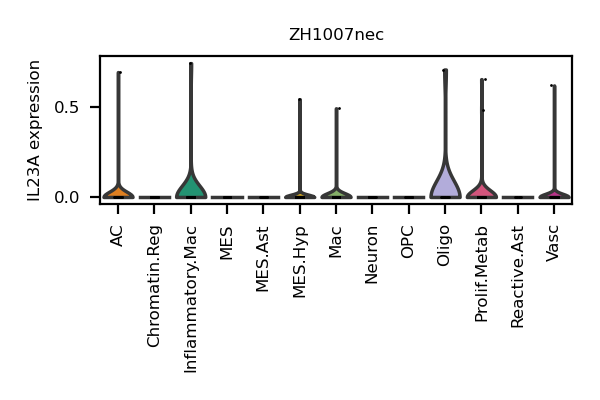 ZH1007nec
IL23A expression
0.5
0.0
AC
Chromatin.Reg
Inflammatory.Mac
MES
MES.Ast
MES.Hyp
Mac
Neuron
OPC
Oligo
Prolif.Metab
Reactive.Ast
Vasc